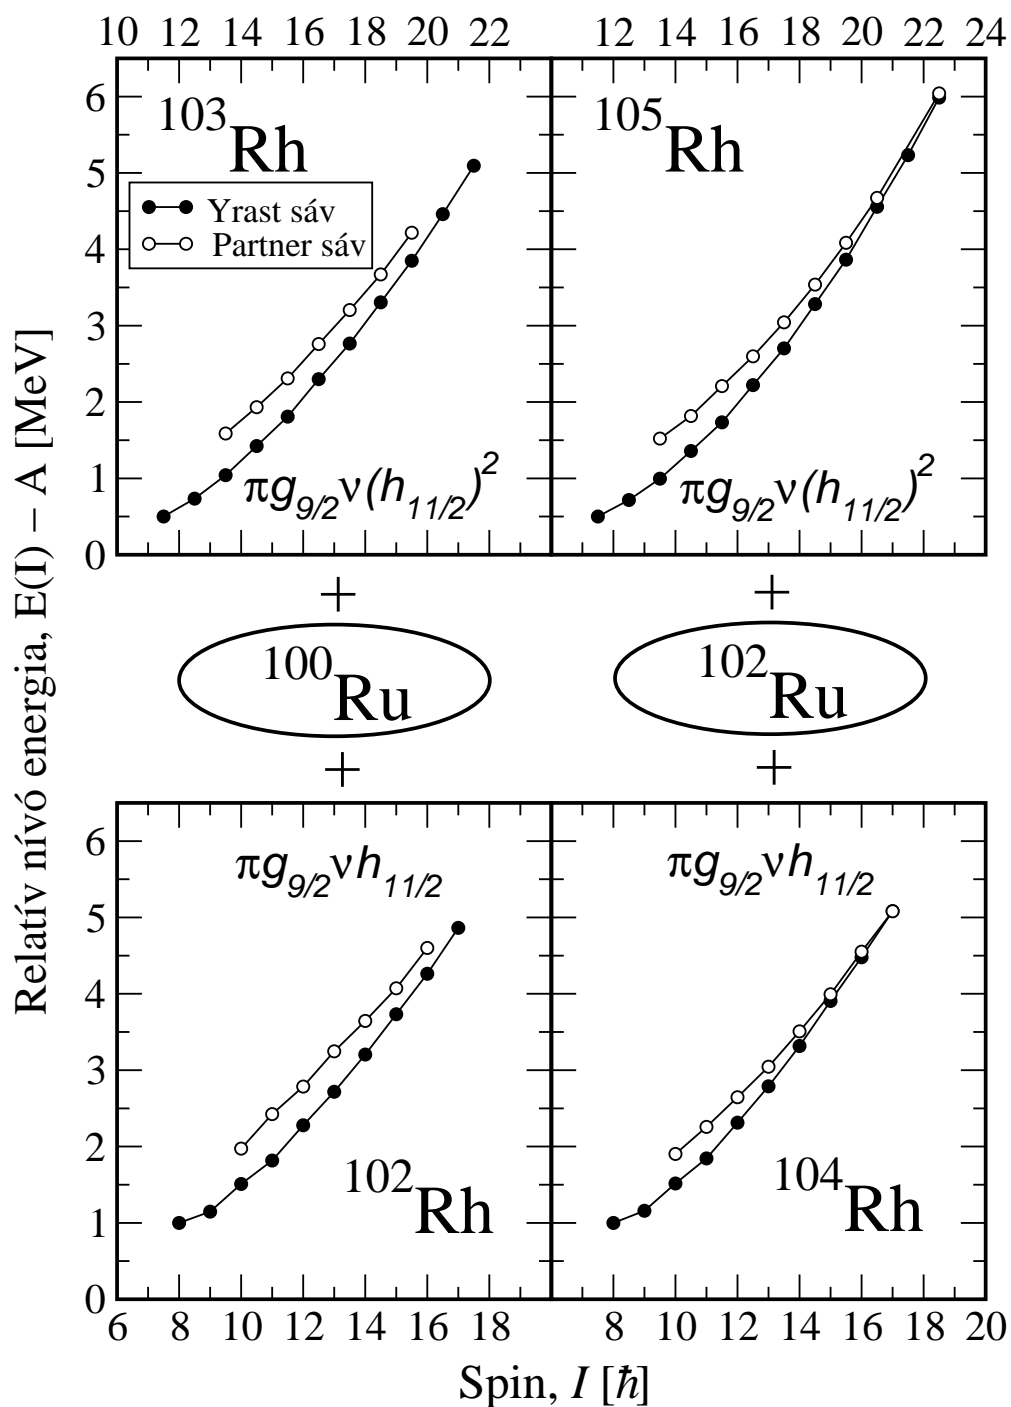 10 12 14 16 18 20 22 12 14 16 18 20 22 24
6
5
4
3
2
1
0
¹⁰³Rh
Yrast sáv
Partner sáv
πg₉/₂ν(h₁₁/₂)²
¹⁰⁵Rh
πg₉/₂ν(h₁₁/₂)²
Relatív nívó energia, E(I) – A [MeV]
+ +
¹⁰⁰Ru ¹⁰²Ru
+ +
6
5
4
3
2
1
0
πg₉/₂νh₁₁/₂
¹⁰²Rh
πg₉/₂νh₁₁/₂
¹⁰⁴Rh
6 8 10 12 14 16 18 8 10 12 14 16 18 20
Spin, I [ħ]